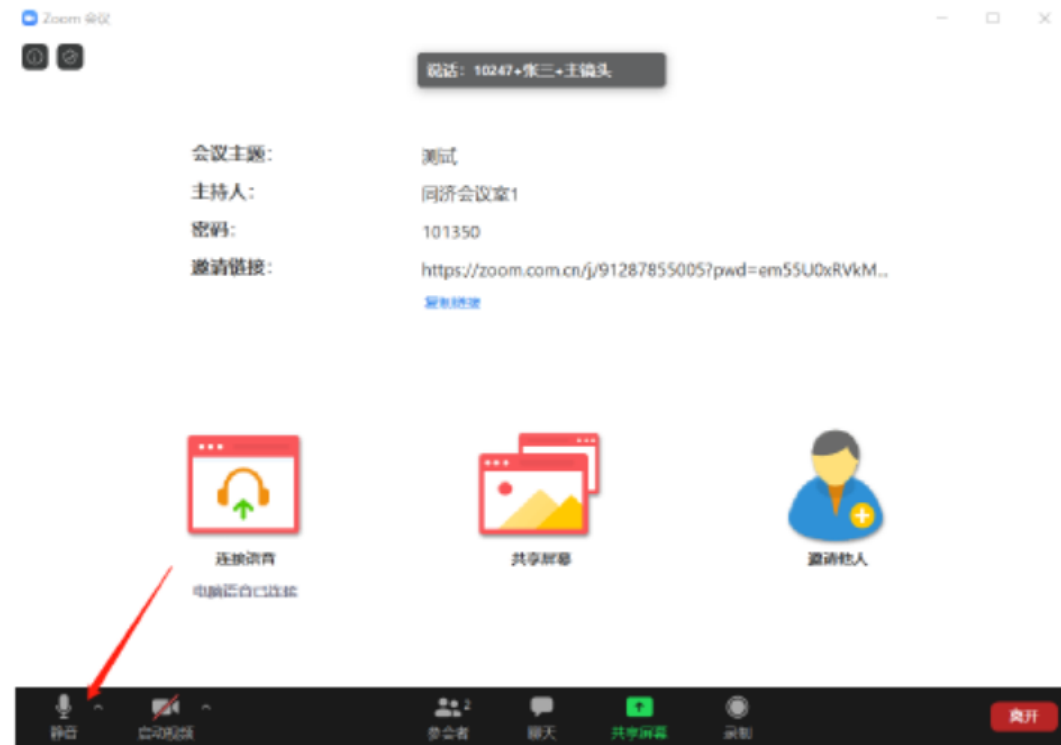 Zoom 会议
说话：10247+张三+主镜头
会议主题： 测试
主持人： 同济会议室1
密码： 101350
邀请链接： https://zoom.com.cn/j/91287855005?pwd=em55U0xRVkM...
复制链接
连接语音 共享屏幕 邀请他人
电脑语音已连接
静音 启动视频 参会者 2 聊天 共享屏幕 录制 离开